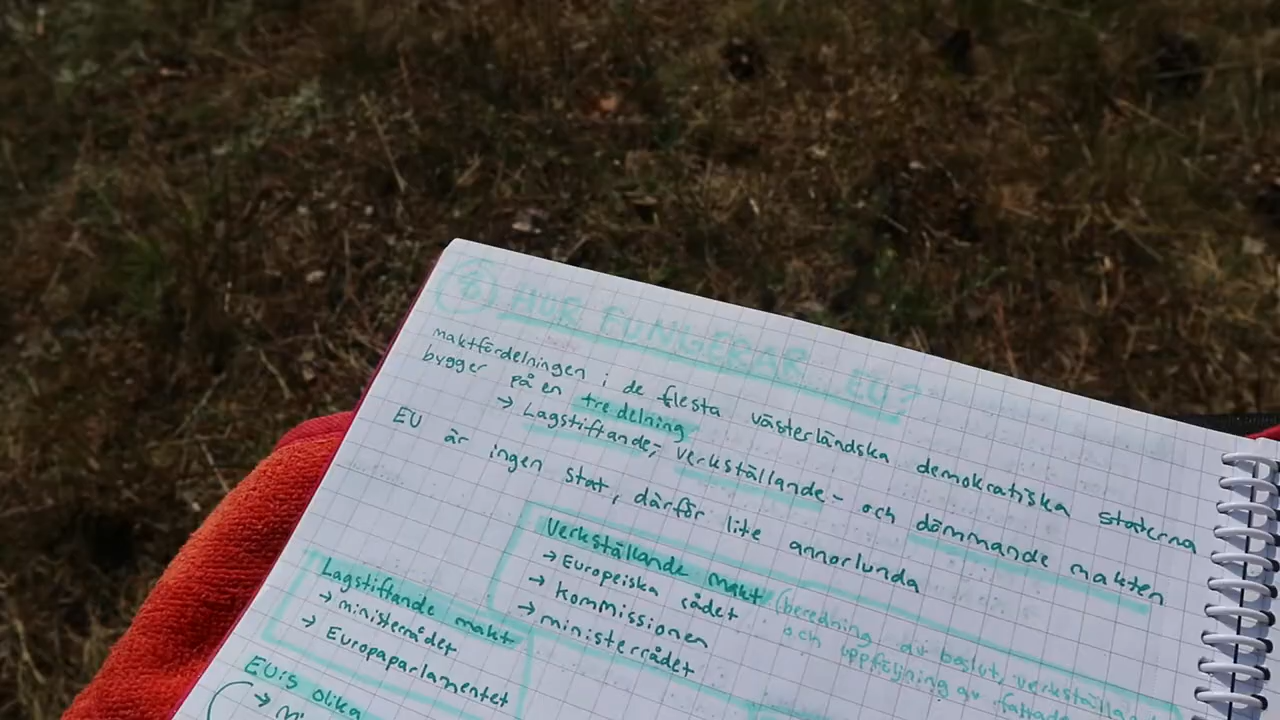 8 HUR FUNGERAR EU?
maktfördelningen i de flesta västerländska demokratiska staterna
bygger på en tredelning
→ Lagstiftande-, verkställande- och dömmande makten
EU är ingen stat, därför lite annorlunda
Verkställande makt (beredning av beslut, verkställa
och uppföljning av fattade
→ Europeiska rådet
→ kommissionen
→ ministerrådet
Lagstiftande makt
→ ministerrådet
→ Europaparlamentet
EU:s olika